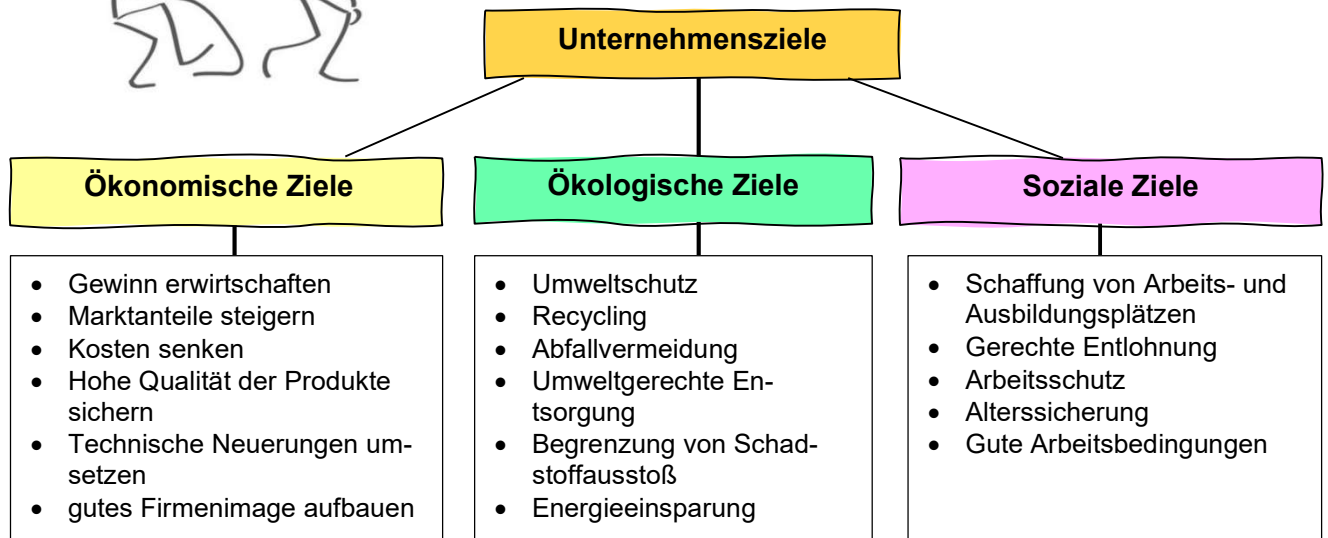 Unternehmensziele
Ökonomische Ziele
Ökologische Ziele
Soziale Ziele
• Gewinn erwirtschaften
• Marktanteile steigern
• Kosten senken
• Hohe Qualität der Produkte
sichern
• Technische Neuerungen um-
setzen
• gutes Firmenimage aufbauen
• Umweltschutz
• Recycling
• Abfallvermeidung
• Umweltgerechte En-
tsorgung
• Begrenzung von Schad-
stoffausstoß
• Energieeinsparung
• Schaffung von Arbeits- und
Ausbildungsplätzen
• Gerechte Entlohnung
• Arbeitsschutz
• Alterssicherung
• Gute Arbeitsbedingungen